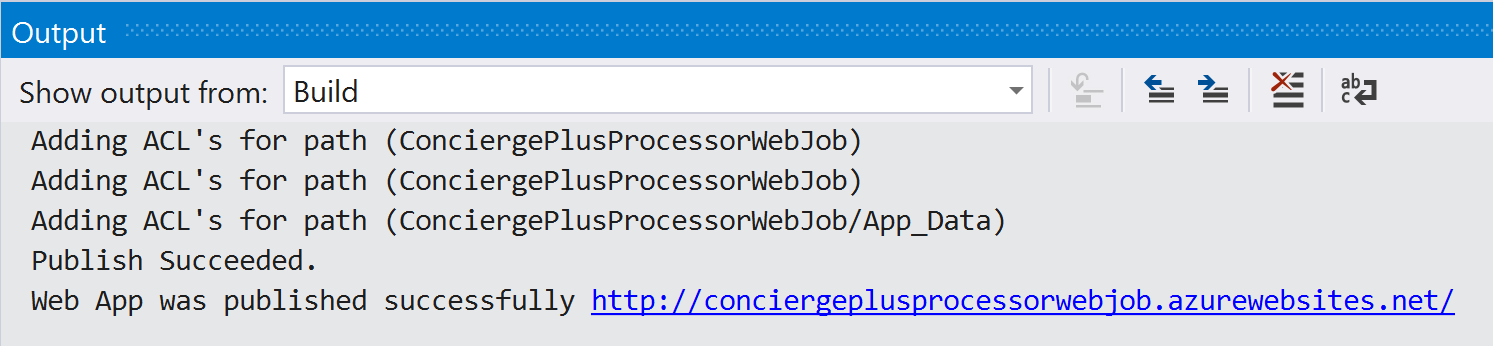 Output
Show output from: Build
ab
c
Adding ACL's for path (ConciergePlusProcessorWebJob)
Adding ACL's for path (ConciergePlusProcessorWebJob)
Adding ACL's for path (ConciergePlusProcessorWebJob/App_Data)
Publish Succeeded.
Web App was published successfully http://conciergeplusprocessorwebjob.azurewebsites.net/